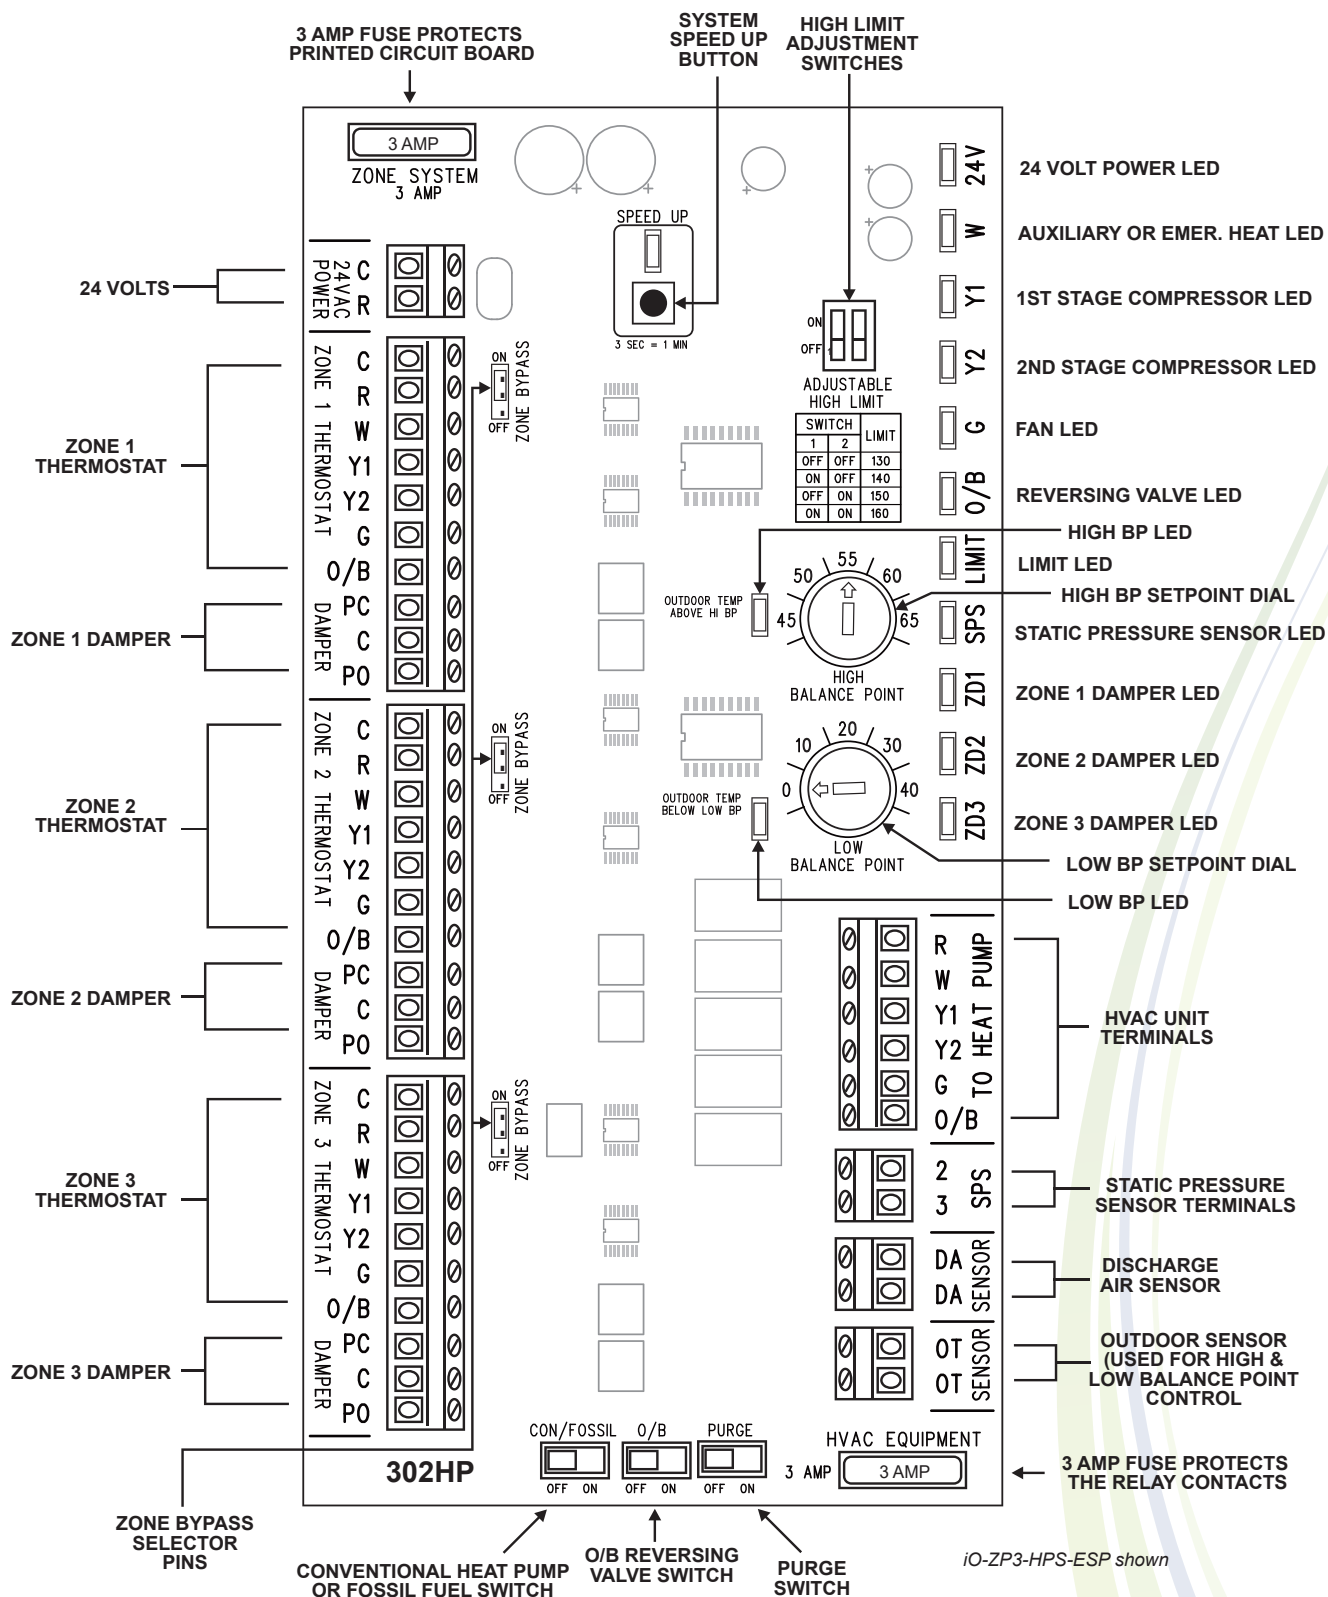 3 AMP FUSE PROTECTS
PRINTED CIRCUIT BOARD
SYSTEM
SPEED UP
BUTTON
HIGH LIMIT
ADJUSTMENT
SWITCHES
3 AMP
ZONE SYSTEM
3 AMP
SPEED UP
3 SEC = 1 MIN
ON
OFF
ADJUSTABLE
HIGH LIMIT
SWITCH LIMIT
1 2
OFF OFF 130
ON OFF 140
OFF ON 150
ON ON 160
24V
24 VOLT POWER LED
W
AUXILIARY OR EMER. HEAT LED
Y1
1ST STAGE COMPRESSOR LED
Y2
2ND STAGE COMPRESSOR LED
G
FAN LED
O/B
REVERSING VALVE LED
HIGH BP LED
LIMIT
LIMIT LED
HIGH BP SETPOINT DIAL
SPS
STATIC PRESSURE SENSOR LED
ZD1
ZONE 1 DAMPER LED
ZD2
ZONE 2 DAMPER LED
ZD3
ZONE 3 DAMPER LED
LOW BP SETPOINT DIAL
LOW BP LED
OUTDOOR TEMP
ABOVE HI BP
45
50
55
60
65
HIGH
BALANCE POINT
OUTDOOR TEMP
BELOW LOW BP
0
10
20
30
40
LOW
BALANCE POINT
24 VOLTS
24VAC
POWER
C
R
ZONE 1
THERMOSTAT
ZONE 1 THERMOSTAT
C
R
W
Y1
Y2
G
O/B
ON
OFF
ZONE BYPASS
ZONE 1 DAMPER
DAMPER
PC
C
PO
ZONE 2
THERMOSTAT
ZONE 2 THERMOSTAT
C
R
W
Y1
Y2
G
O/B
ON
OFF
ZONE BYPASS
ZONE 2 DAMPER
DAMPER
PC
C
PO
ZONE 3
THERMOSTAT
ZONE 3 THERMOSTAT
C
R
W
Y1
Y2
G
O/B
ON
OFF
ZONE BYPASS
ZONE 3 DAMPER
DAMPER
PC
C
PO
R
W
Y1
Y2
G
O/B
TO HEAT PUMP
HVAC UNIT
TERMINALS
2
3
SPS
STATIC PRESSURE
SENSOR TERMINALS
DA
DA
SENSOR
DISCHARGE
AIR SENSOR
OT
OT
SENSOR
OUTDOOR SENSOR
(USED FOR HIGH &
LOW BALANCE POINT
CONTROL
302HP
CON/FOSSIL
OFF ON
O/B
OFF ON
PURGE
OFF ON
HVAC EQUIPMENT
3 AMP
3 AMP
3 AMP FUSE PROTECTS
THE RELAY CONTACTS
ZONE BYPASS
SELECTOR
PINS
CONVENTIONAL HEAT PUMP
OR FOSSIL FUEL SWITCH
O/B REVERSING
VALVE SWITCH
PURGE
SWITCH
iO-ZP3-HPS-ESP shown